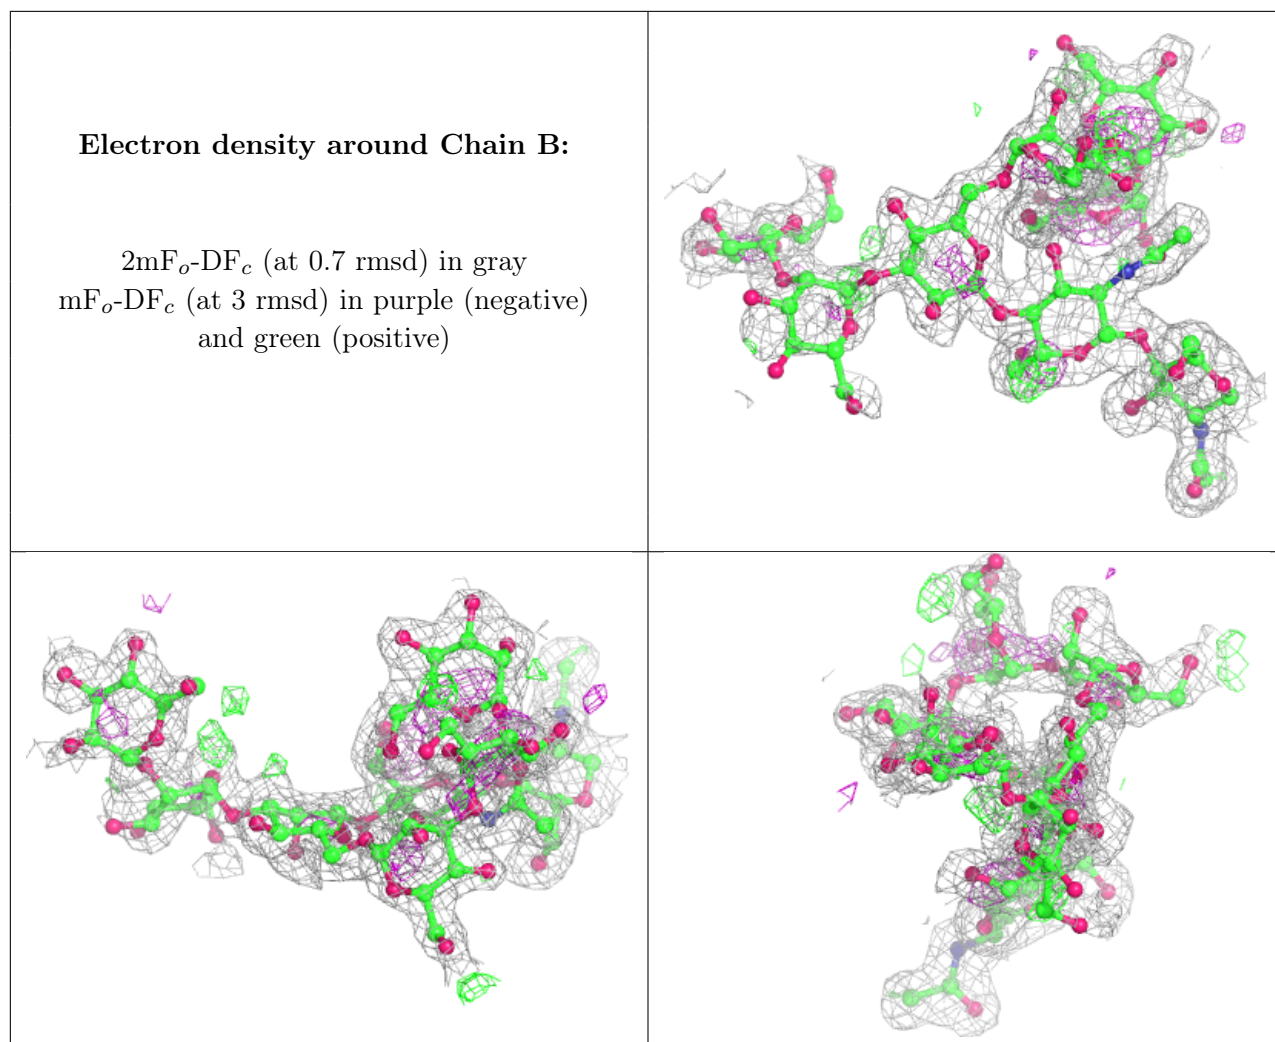 Electron density around Chain B:
2mFo-DFc (at 0.7 rmsd) in gray
mFo-DFc (at 3 rmsd) in purple (negative)
and green (positive)